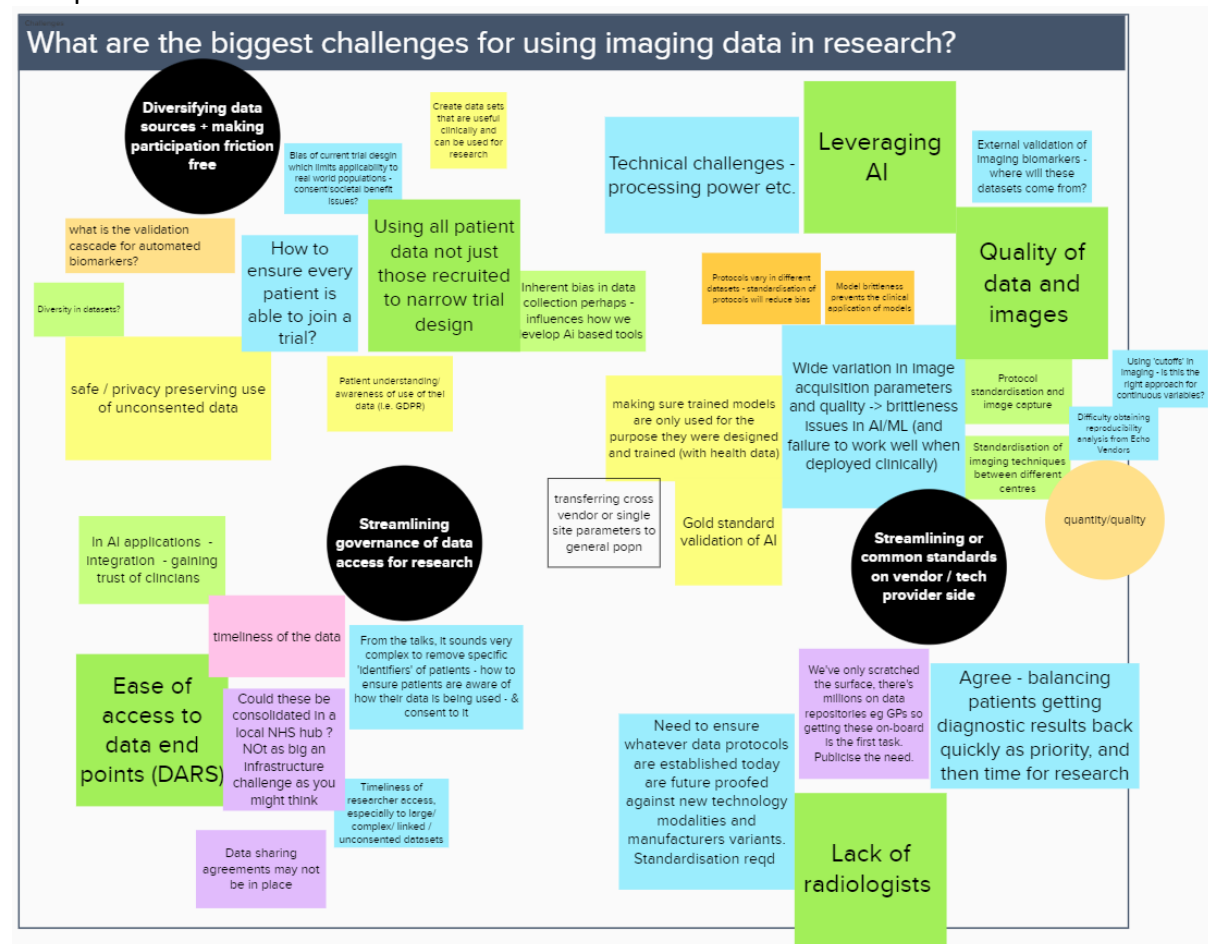 Challenges
What are the biggest challenges for using imaging data in research?
Diversifying data
sources + making
participation friction
free
Create data sets
that are useful
clinically and
can be used for
research
Bias of current trial desgin
which limits applicability to
real world populations -
consent/societal benefit
issues?
what is the validation
cascade for automated
biomarkers?
How to
ensure every
patient is
able to join a
trial?
Using all patient
data not just
those recruited
to narrow trial
design
Inherent bias in data
collection perhaps -
influences how we
develop Ai based tools
Diversity in datasets?
safe / privacy preserving use
of unconsented data
Patient understanding/
awareness of use of thei
data (i.e. GDPR)
Technical challenges -
processing power etc.
Leveraging
AI
External validation of
imaging biomarkers -
where will these
datasets come from?
Quality of
data and
images
Protocols vary in different
datasets - standardisation of
protocols will reduce bias
Model brittleness
prevents the clinical
application of models
Wide variation in image
acquisition parameters
and quality -> brittleness
issues in AI/ML (and
failure to work well when
deployed clinically)
Using 'cutoffs' in
imaging - is this the
right approach for
continuous variables?
Protocol
standardisation and
image capture
Difficulty obtaining
reproducibility
analysis from Echo
Vendors
Standardisation of
imaging techniques
between different
centres
making sure trained models
are only used for the
purpose they were designed
and trained (with health data)
transferring cross
vendor or single
site parameters to
general popn
Gold standard
validation of AI
quantity/quality
Streamlining or
common standards
on vendor / tech
provider side
Streamlining
governance of data
access for research
In AI applications -
integration - gaining
trust of clincians
timeliness of the data
From the talks, it sounds very
complex to remove specific
'identifiers' of patients - how to
ensure patients are aware of
how their data is being used - &
consent to it
Ease of
access to
data end
points (DARS)
Could these be
consolidated in a
local NHS hub ?
NOt as big an
infrastructure
challenge as you
might think
Timeliness of
researcher access,
especially to large/
complex/ linked /
unconsented datasets
Data sharing
agreements may not
be in place
We've only scratched
the surface, there's
millions on data
repositories eg GPs so
getting these on-board
is the first task.
Publicise the need.
Agree - balancing
patients getting
diagnostic results back
quickly as priority, and
then time for research
Need to ensure
whatever data protocols
are established today
are future proofed
against new technology
modalities and
manufacturers variants.
Standardisation reqd
Lack of
radiologists